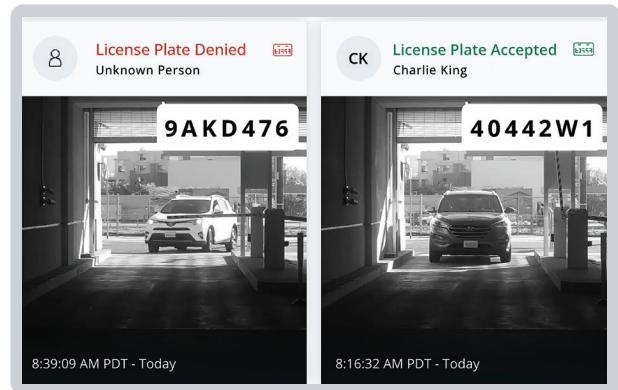 License Plate Denied
Unknown Person
9AKD476
8:39:09 AM PDT - Today
CK
License Plate Accepted
Charlie King
40442W1
8:16:32 AM PDT - Today